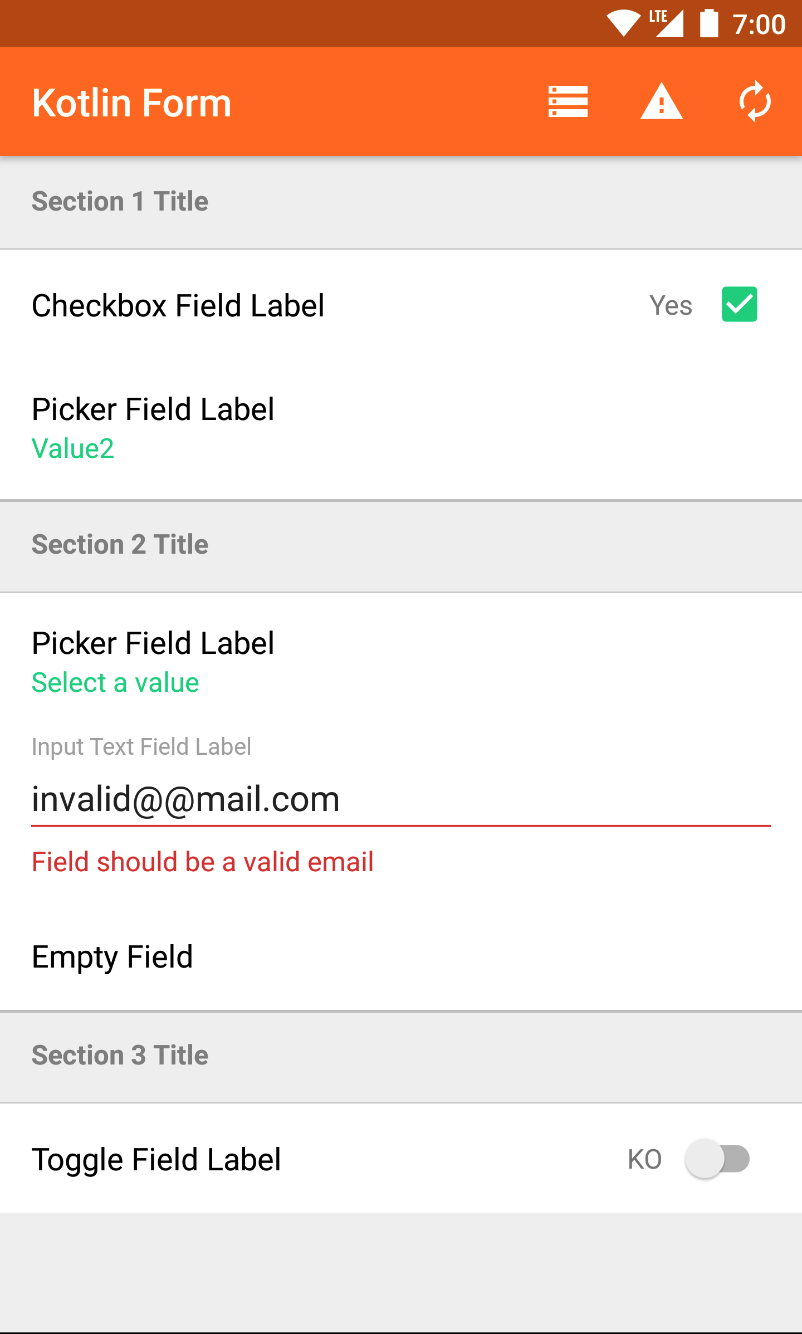 LTE 7:00
Kotlin Form
Section 1 Title
Checkbox Field Label Yes
Picker Field Label
Value2
Section 2 Title
Picker Field Label
Select a value
Input Text Field Label
invalid@@mail.com
Field should be a valid email
Empty Field
Section 3 Title
Toggle Field Label KO